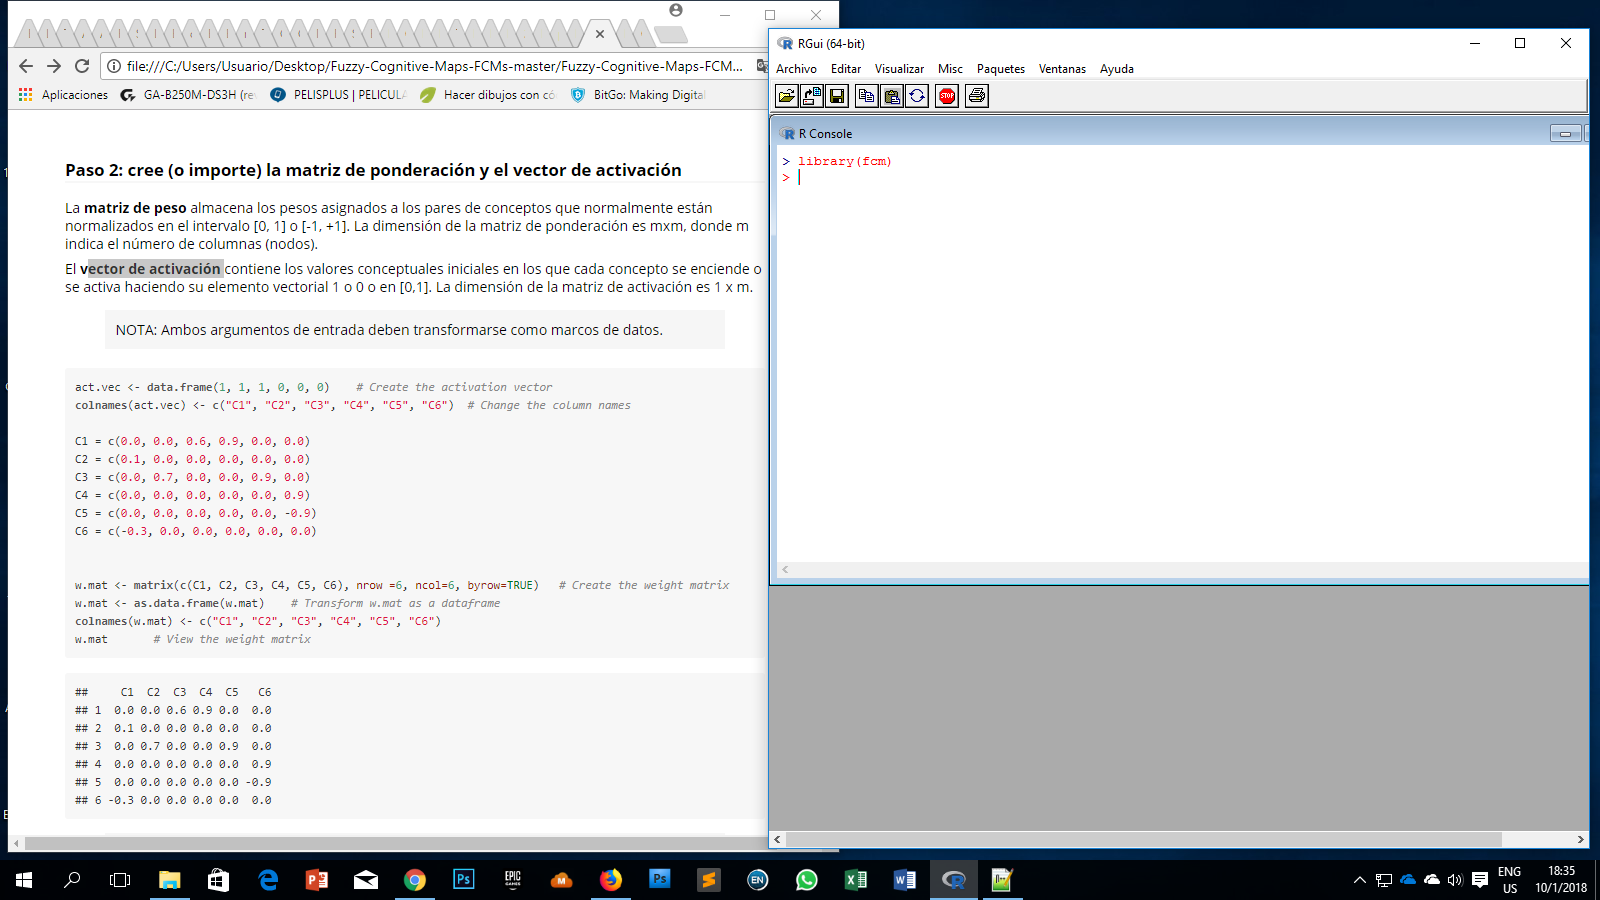 file:///C:/Users/Usuario/Desktop/Fuzzy-Cognitive-Maps-FCMs-master/Fuzzy-Cognitive-Maps-FCM...
Aplicaciones
GA-B250M-DS3H (rev
PELISPLUS | PELICULA
Hacer dibujos con có
BitGo: Making Digital
Paso 2: cree (o importe) la matriz de ponderación y el vector de activación
La matriz de peso almacena los pesos asignados a los pares de conceptos que normalmente están
normalizados en el intervalo [0, 1] o [-1, +1]. La dimensión de la matriz de ponderación es mxm, donde m
indica el número de columnas (nodos).
El vector de activación contiene los valores conceptuales iniciales en los que cada concepto se enciende o
se activa haciendo su elemento vectorial 1 o 0 o en [0,1]. La dimensión de la matriz de activación es 1 x m.
NOTA: Ambos argumentos de entrada deben transformarse como marcos de datos.
act.vec <- data.frame(1, 1, 1, 0, 0, 0)    # Create the activation vector
colnames(act.vec) <- c("C1", "C2", "C3", "C4", "C5", "C6")  # Change the column names
C1 = c(0.0, 0.0, 0.6, 0.9, 0.0, 0.0)
C2 = c(0.1, 0.0, 0.0, 0.0, 0.0, 0.0)
C3 = c(0.0, 0.7, 0.0, 0.0, 0.9, 0.0)
C4 = c(0.0, 0.0, 0.0, 0.0, 0.0, 0.9)
C5 = c(0.0, 0.0, 0.0, 0.0, 0.0, -0.9)
C6 = c(-0.3, 0.0, 0.0, 0.0, 0.0, 0.0)
w.mat <- matrix(c(C1, C2, C3, C4, C5, C6), nrow =6, ncol=6, byrow=TRUE)   # Create the weight matrix
w.mat <- as.data.frame(w.mat)    # Transform w.mat as a dataframe
colnames(w.mat) <- c("C1", "C2", "C3", "C4", "C5", "C6")
w.mat       # View the weight matrix
##     C1  C2  C3  C4  C5   C6
## 1  0.0 0.0 0.6 0.9 0.0  0.0
## 2  0.1 0.0 0.0 0.0 0.0  0.0
## 3  0.0 0.7 0.0 0.0 0.9  0.0
## 4  0.0 0.0 0.0 0.0 0.0  0.9
## 5  0.0 0.0 0.0 0.0 0.0 -0.9
## 6 -0.3 0.0 0.0 0.0 0.0  0.0
RGui (64-bit)
Archivo Editar Visualizar Misc Paquetes Ventanas Ayuda
STOP
R Console
> library(fcm)
>
Ps
EPIC
GAMES
Ps
EN
ENG
US
18:35
10/1/2018